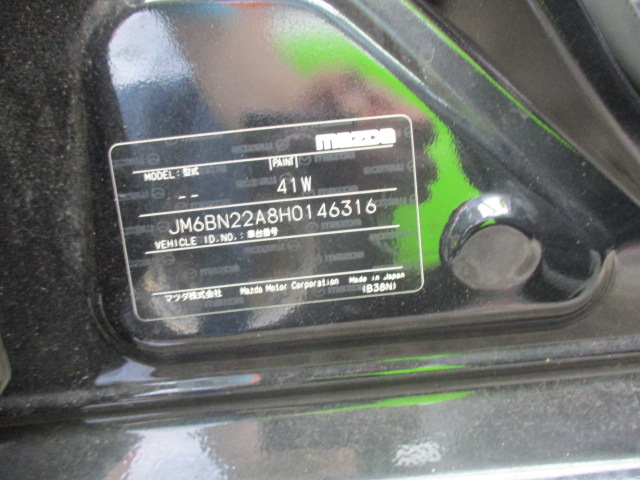 mazda
MODEL:型式 PAINT
-- 41W
JM6BN22A8H0146316
VEHICLE ID.NO.:車台番号
マツダ株式会社 Mazda Motor Corporation Made in Japan
(B38N)